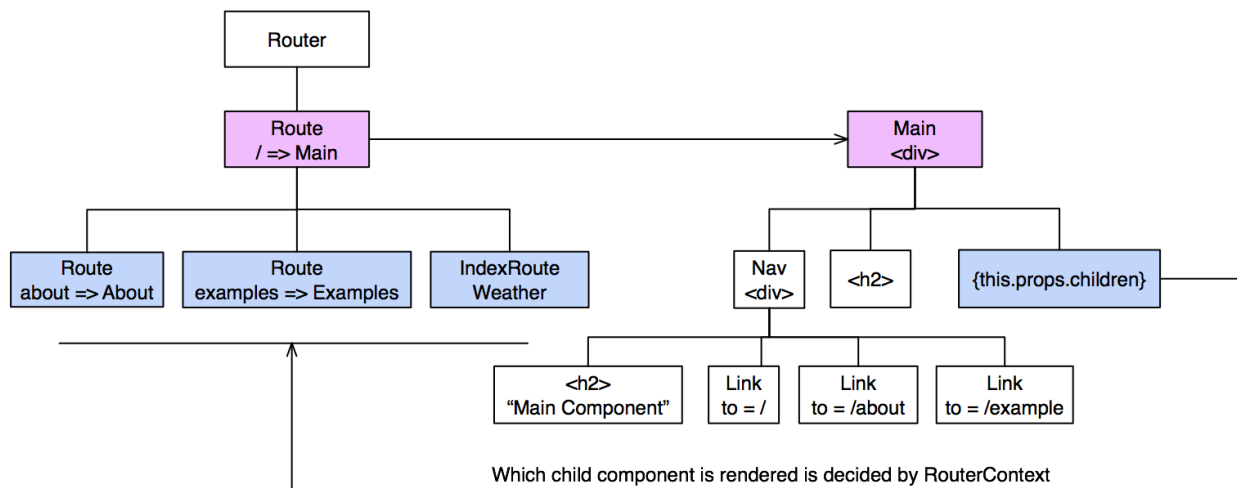 Router
Route
/ => Main
Main
<div>
Route
about => About
Route
examples => Examples
IndexRoute
Weather
Nav
<div>
<h2>
{this.props.children}
<h2>
“Main Component”
Link
to = /
Link
to = /about
Link
to = /example
Which child component is rendered is decided by RouterContext